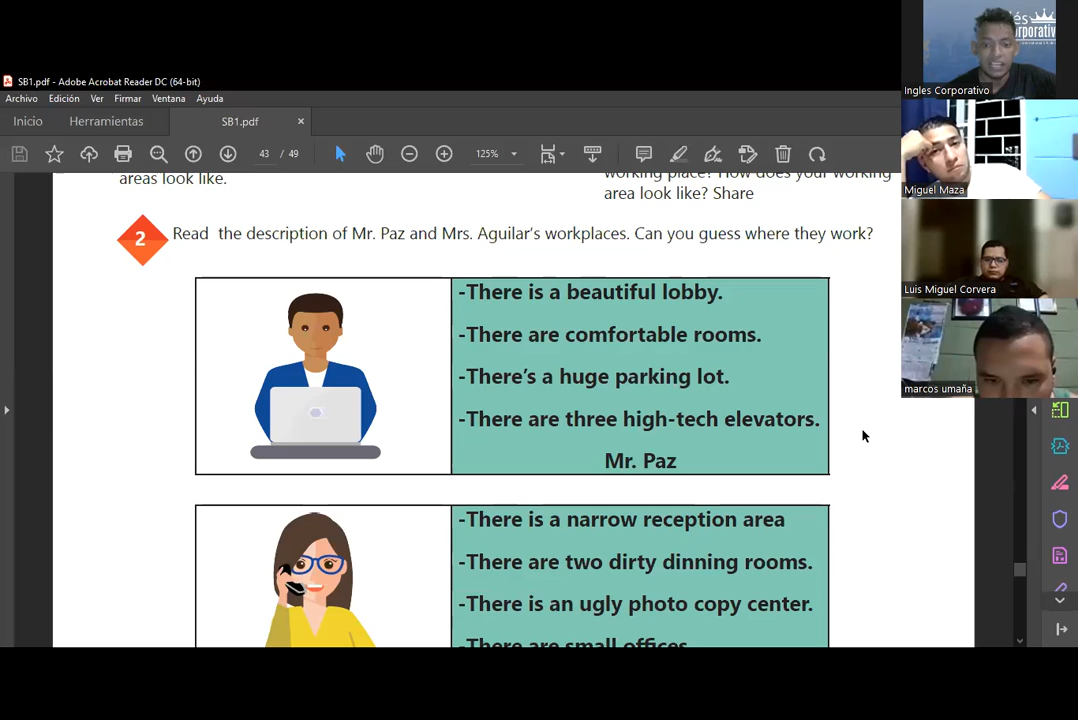 SB1.pdf - Adobe Acrobat Reader DC (64-bit)
Archivo Edición Ver Firmar Ventana Ayuda
Inicio Herramientas SB1.pdf ×
43 / 49 125%
areas look like.
working place? How does your working
area look like? Share
2 Read the description of Mr. Paz and Mrs. Aguilar's workplaces. Can you guess where they work?
-There is a beautiful lobby.
-There are comfortable rooms.
-There's a huge parking lot.
-There are three high-tech elevators.
Mr. Paz
-There is a narrow reception area
-There are two dirty dinning rooms.
-There is an ugly photo copy center.
-There are small offices
Ingles Corporativo
Miguel Maza
Luis Miguel Corvera
marcos umaña